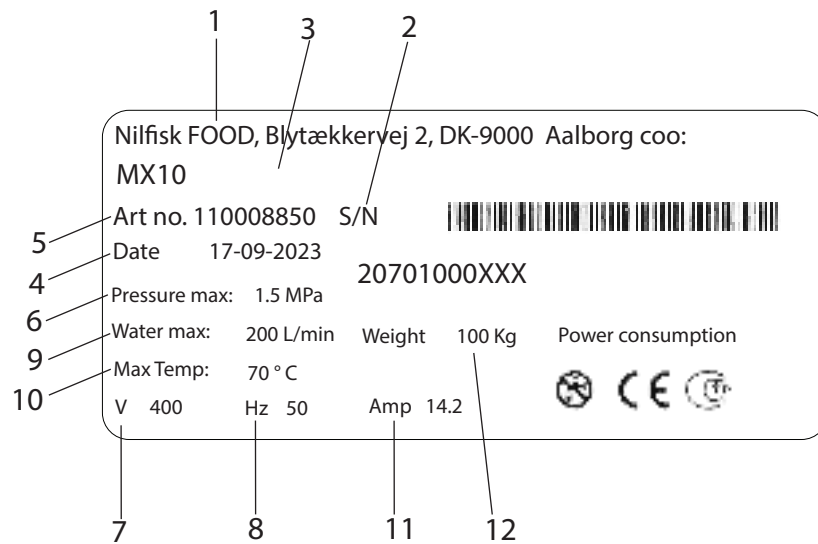 1 3 2
Nilfisk FOOD, Blytækkervej 2, DK-9000 Aalborg coo:
MX10
5 Art no. 110008850 S/N
4 Date 17-09-2023
20701000XXX
6 Pressure max: 1.5 MPa
9 Water max: 200 L/min Weight 100 Kg Power consumption
10 Max Temp: 70 °C
V 400 Hz 50 Amp 14.2
CE
7 8 11 12